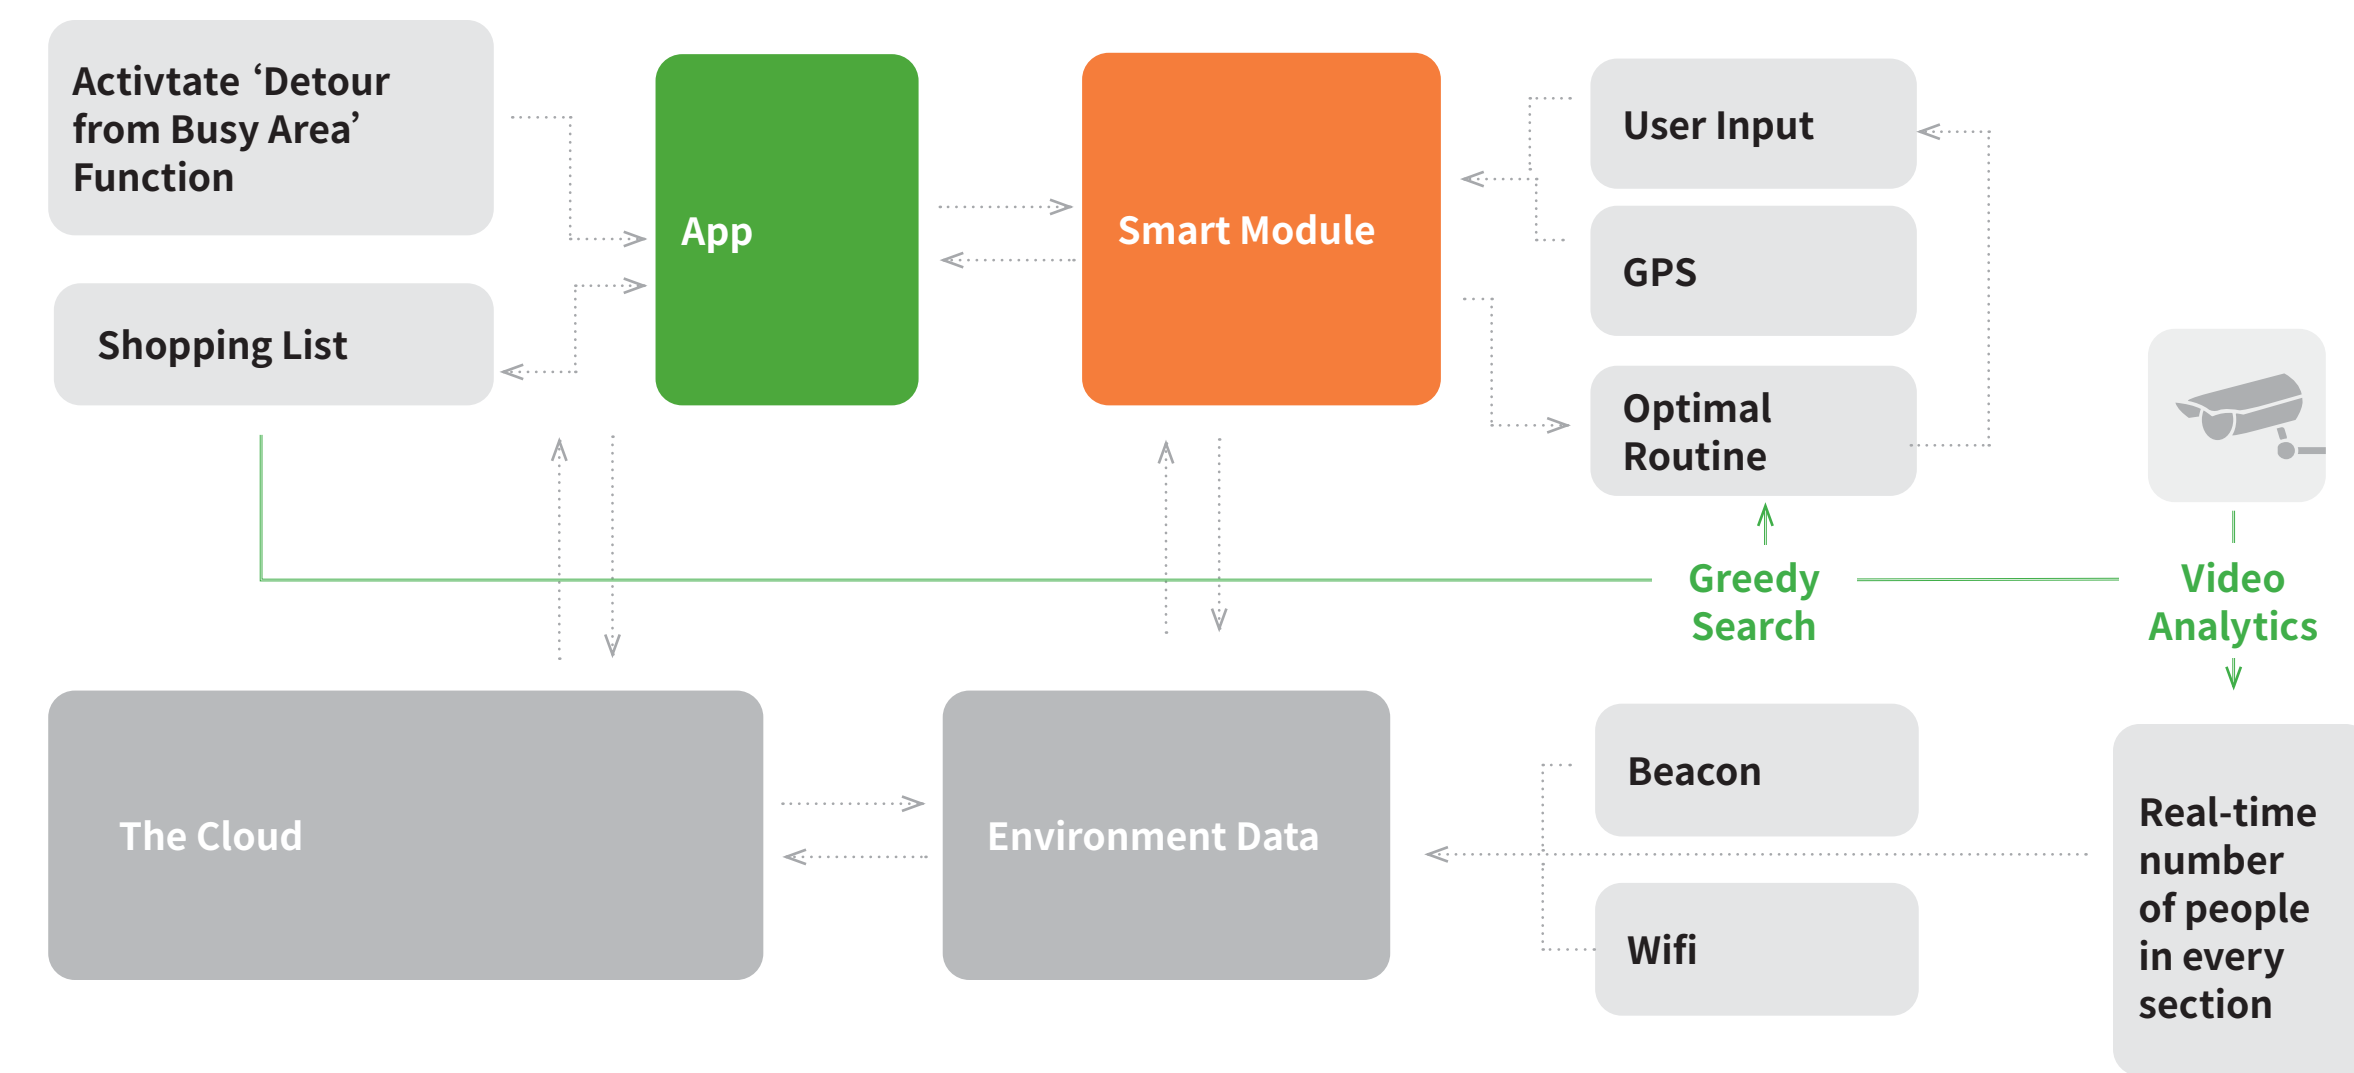 Activtate ‘Detour
from Busy Area’
Function
App
Smart Module
User Input
GPS
Shopping List
Optimal
Routine
Greedy
Search
Video
Analytics
The Cloud
Environment Data
Beacon
Wifi
Real-time
number
of people
in every
section